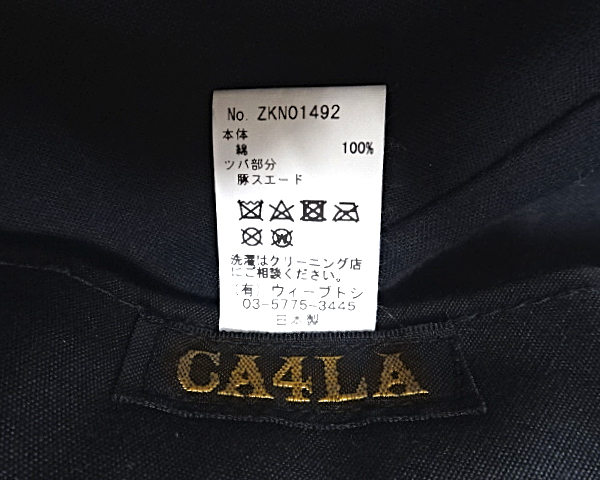 No. ZKN01492
本体
綿 100%
ツバ部分
豚スエード
洗濯はクリーニング店
にご相談ください。
(有) ウィーブトシ
03-5775-3445
日本製
CA4LA